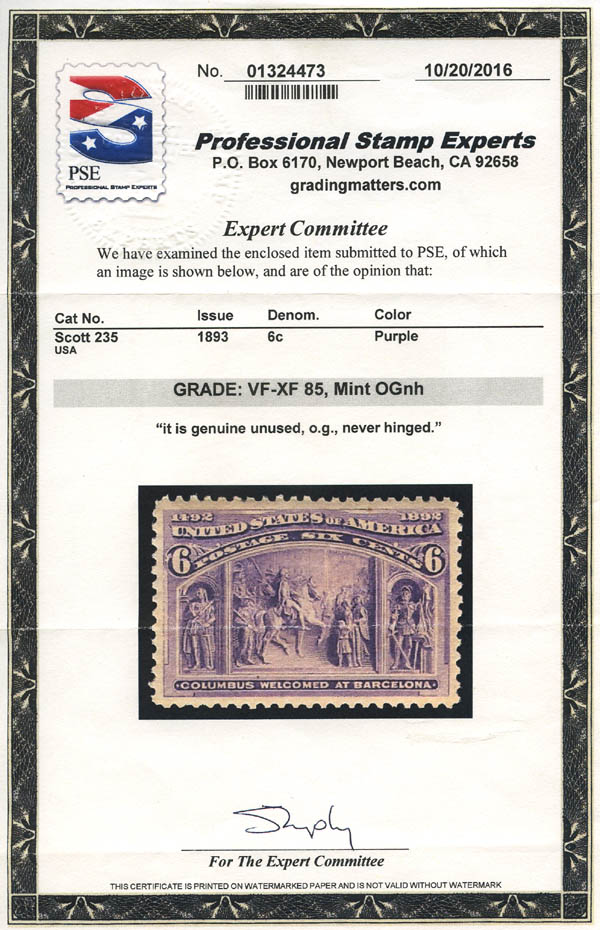 No. 01324473 10/20/2016
PSE
PROFESSIONAL STAMP EXPERTS
Professional Stamp Experts
P.O. Box 6170, Newport Beach, CA 92658
gradingmatters.com
Expert Committee
We have examined the enclosed item submitted to PSE, of which
an image is shown below, and are of the opinion that:
Cat No. Issue Denom. Color
Scott 235 1893 6c Purple
USA
GRADE: VF-XF 85, Mint OGnh
“it is genuine unused, o.g., never hinged.”
1492 1892
UNITED STATES OF AMERICA
6 POSTAGE SIX CENTS 6
·COLUMBUS WELCOMED AT BARCELONA·
For The Expert Committee
THIS CERTIFICATE IS PRINTED ON WATERMARKED PAPER AND IS NOT VALID WITHOUT WATERMARK